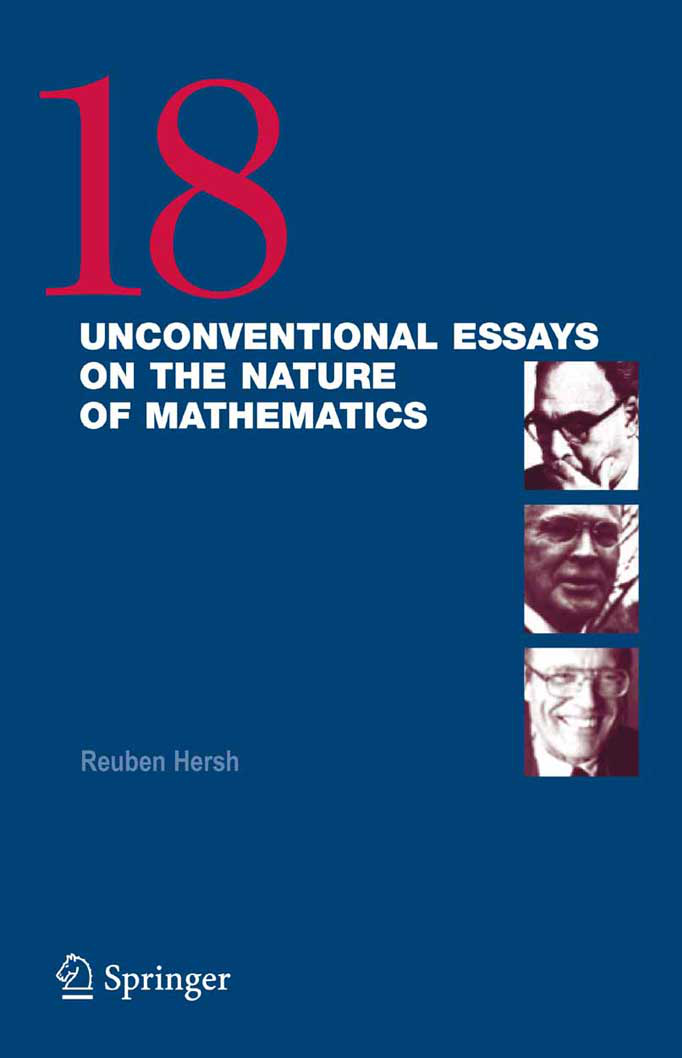 18
UNCONVENTIONAL ESSAYS
ON THE NATURE
OF MATHEMATICS
Reuben Hersh
Springer